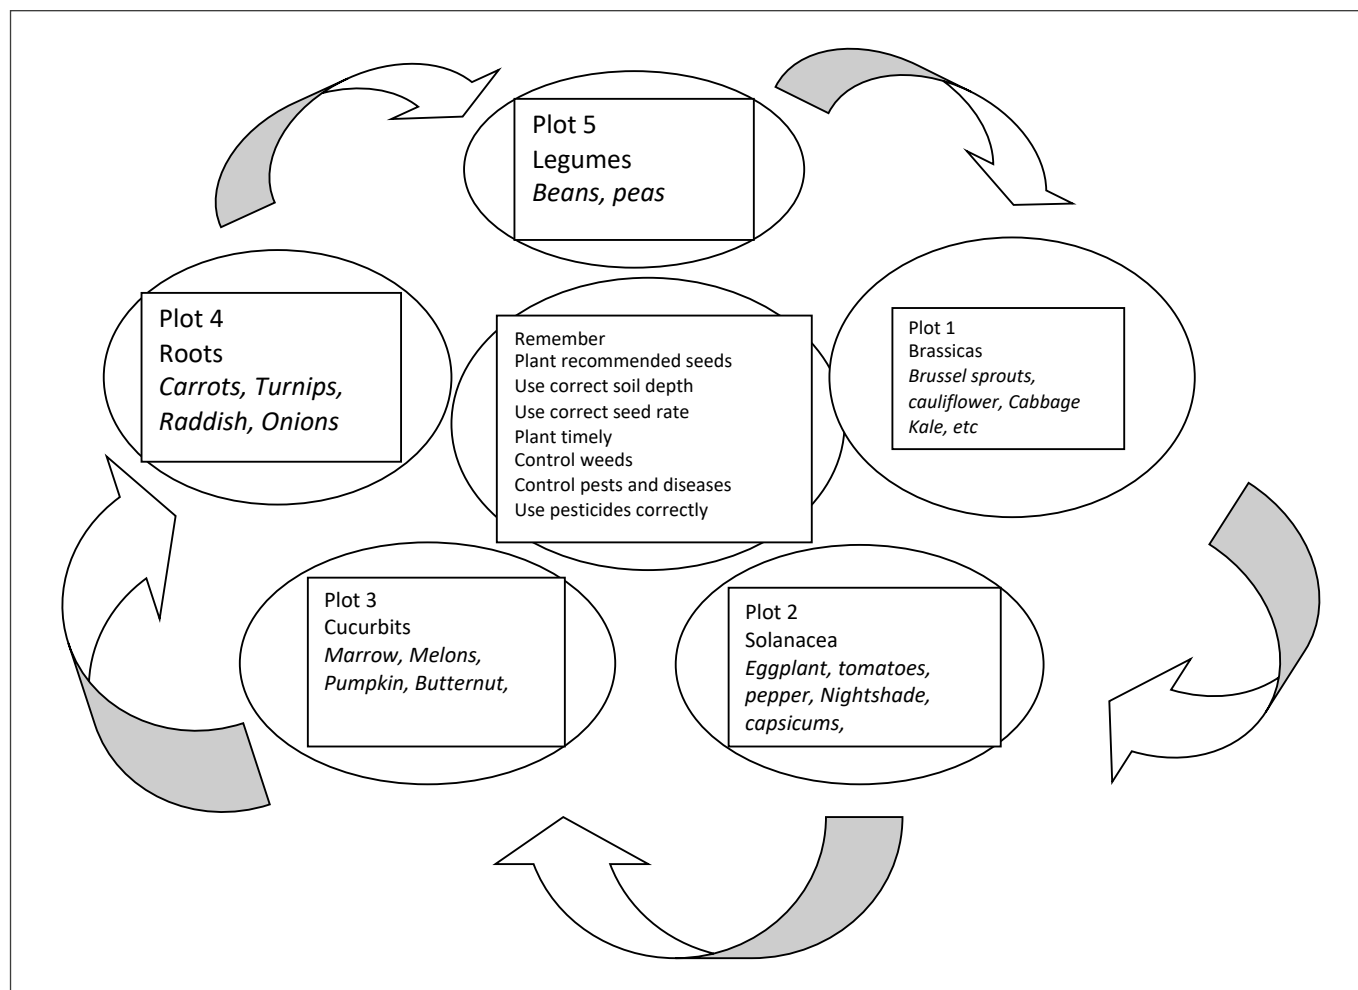 Plot 5
Legumes
Beans, peas
Plot 4
Roots
Carrots, Turnips,
Raddish, Onions
Remember
Plant recommended seeds
Use correct soil depth
Use correct seed rate
Plant timely
Control weeds
Control pests and diseases
Use pesticides correctly
Plot 1
Brassicas
Brussel sprouts,
cauliflower, Cabbage
Kale, etc
Plot 3
Cucurbits
Marrow, Melons,
Pumpkin, Butternut,
Plot 2
Solanacea
Eggplant, tomatoes,
pepper, Nightshade,
capsicums,